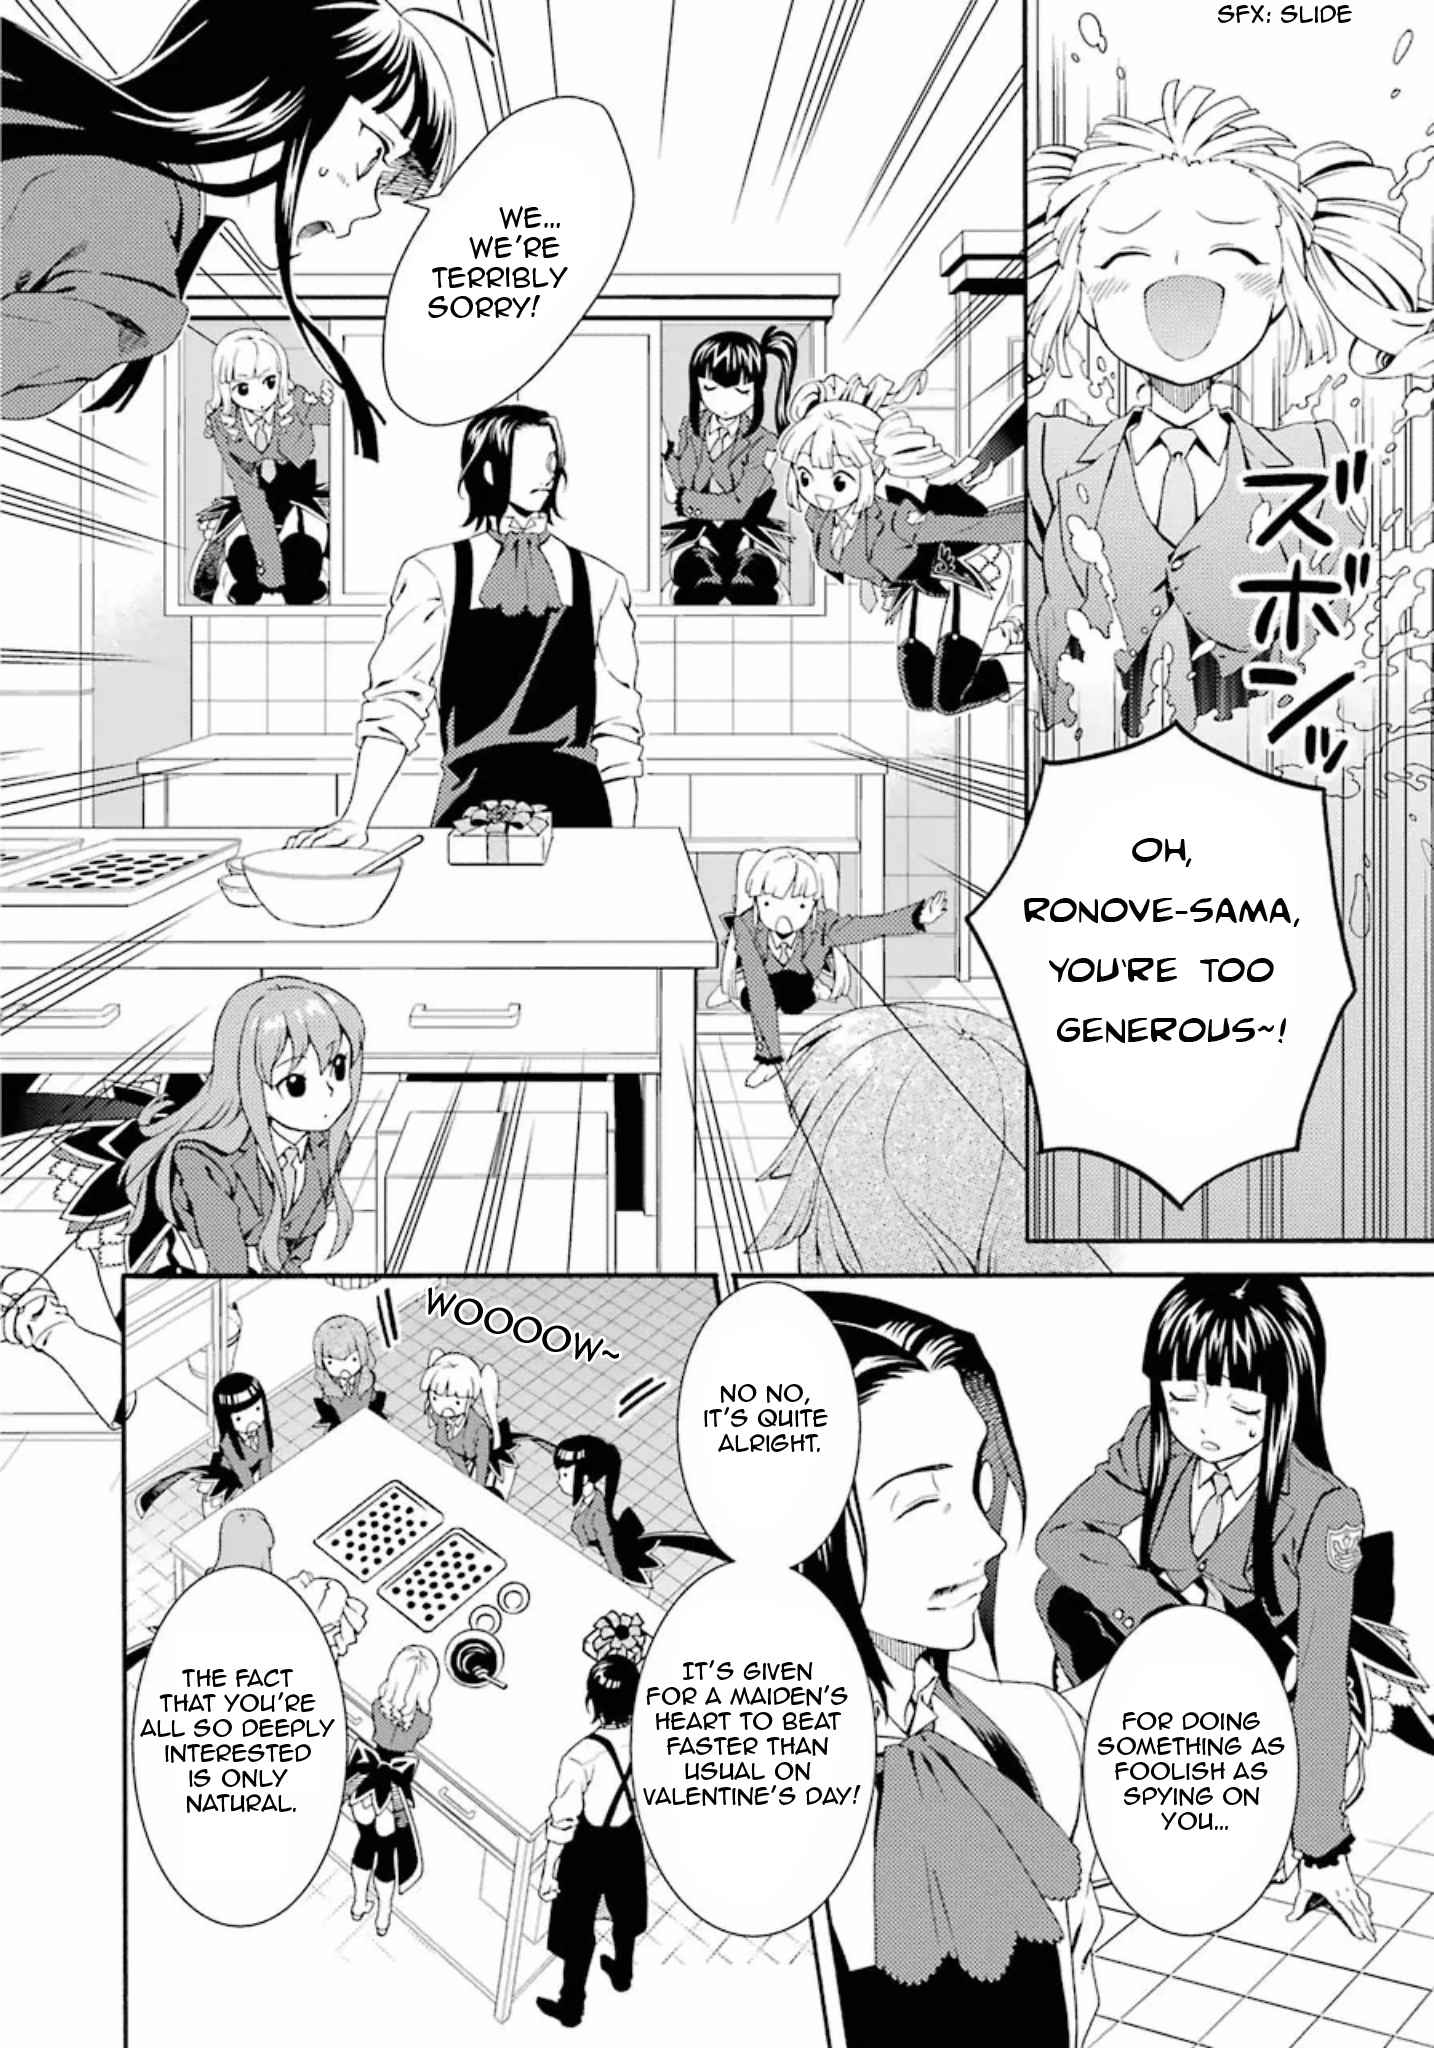 SFX: SLIDE
ズボンッ
OH,
RONOVE-SAMA,
YOU'RE TOO
GENEROUS~!
WE...
WE'RE
TERRIBLY
SORRY!
FOR DOING
SOMETHING AS
FOOLISH AS
SPYING ON
YOU...
NO NO,
IT'S QUITE
ALRIGHT.
IT'S GIVEN
FOR A MAIDEN'S
HEART TO BEAT
FASTER THAN
USUAL ON
VALENTINE'S DAY!
WOOOOW~
THE FACT
THAT YOU'RE
ALL SO DEEPLY
INTERESTED
IS ONLY
NATURAL.